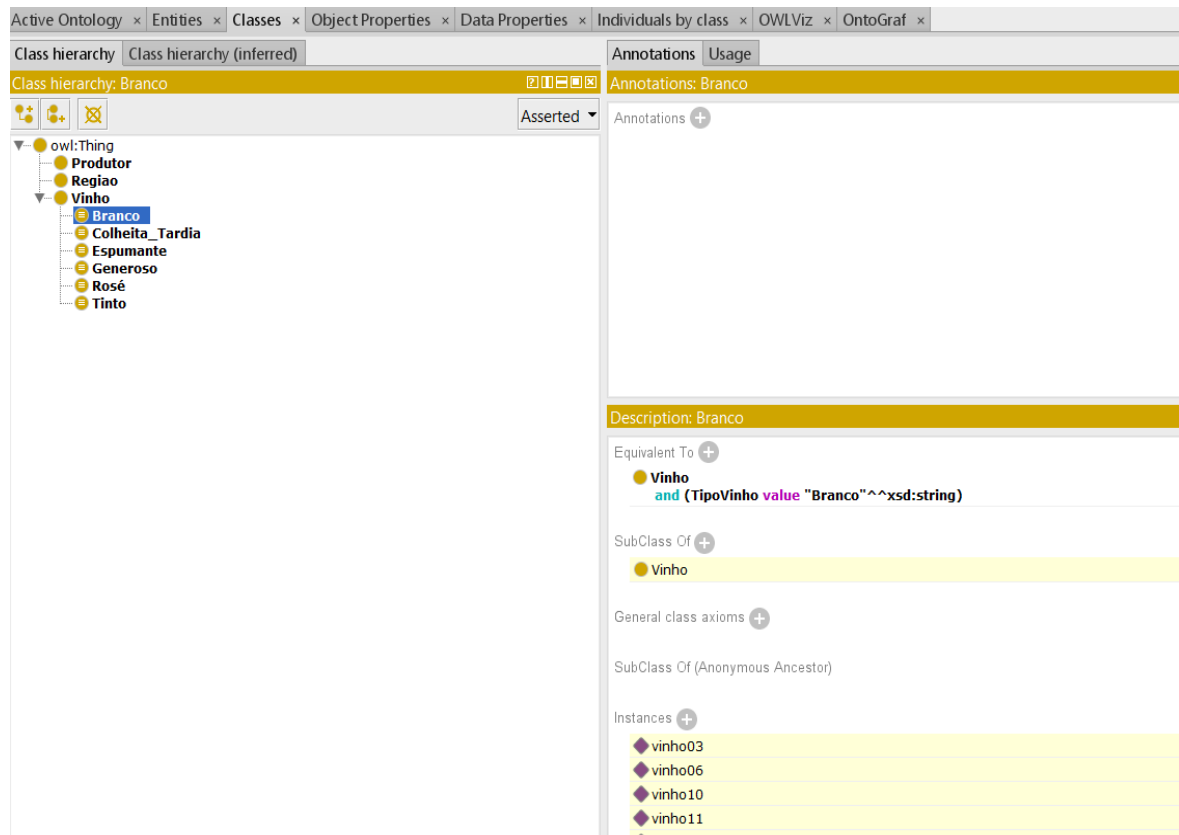 Active Ontology × Entities × Classes × Object Properties × Data Properties × Individuals by class × OWLViz × OntoGraf ×
Class hierarchy Class hierarchy (inferred)
Class hierarchy: Branco
Asserted
owl:Thing
Produtor
Regiao
Vinho
Branco
Colheita_Tardia
Espumante
Generoso
Rosé
Tinto
Annotations Usage
Annotations: Branco
Annotations
Description: Branco
Equivalent To
Vinho
and (TipoVinho value "Branco"^^xsd:string)
SubClass Of
Vinho
General class axioms
SubClass Of (Anonymous Ancestor)
Instances
vinho03
vinho06
vinho10
vinho11